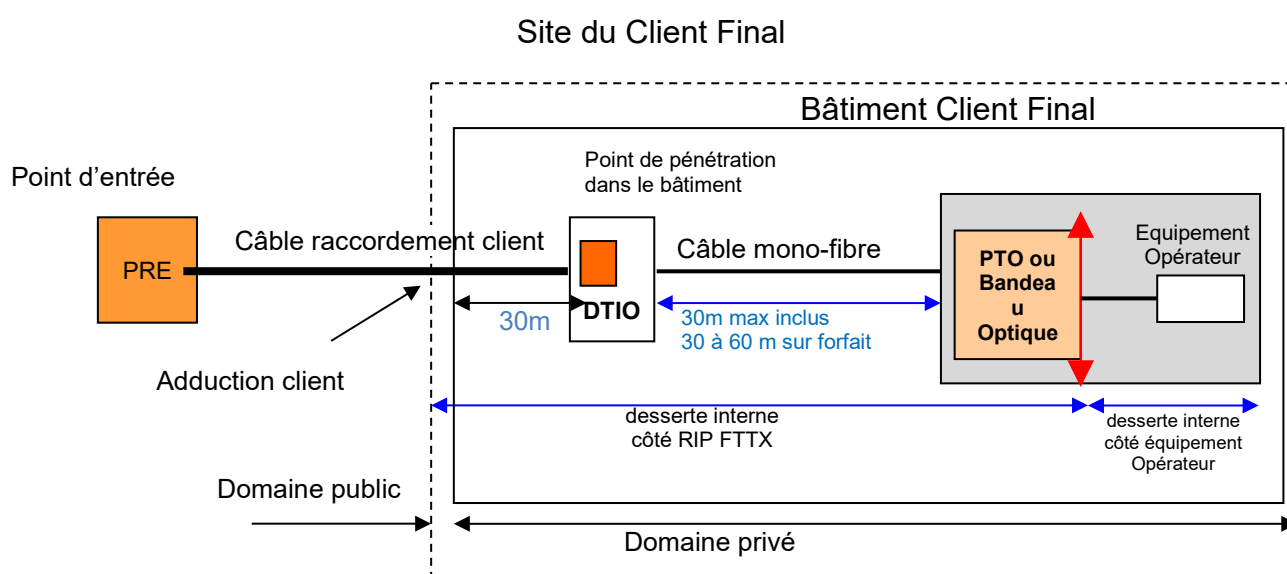 Site du Client Final
Bâtiment Client Final
Point de pénétration
dans le bâtiment
Point d’entrée
Câble raccordement client
Câble mono-fibre
Equipement
Opérateur
PRE
PTO ou
Bandea
u
Optique
DTIO
30m
30m max inclus
30 à 60 m sur forfait
Adduction client
desserte interne
côté RIP FTTX
desserte interne
côté équipement
Opérateur
Domaine public
Domaine privé